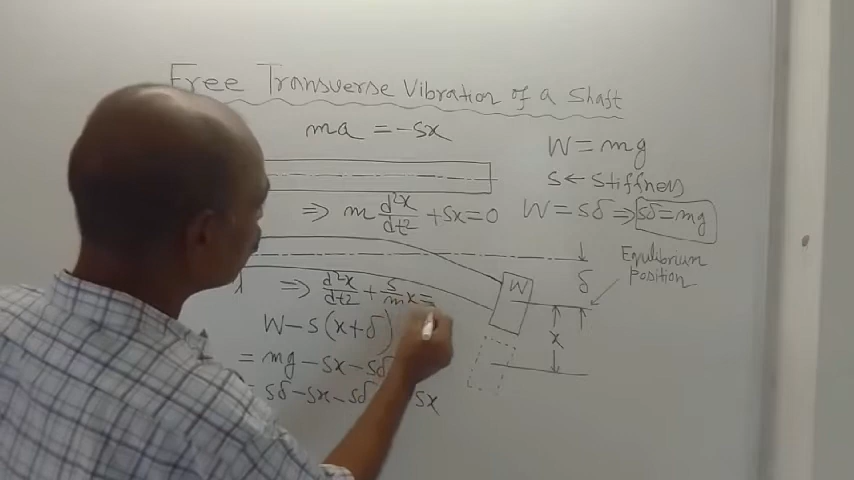 Free Transverse Vibration of a Shaft
ma = -sx
W = mg
s ← stiffness
⇒ m d²x/dt² + sx = 0
W = sδ ⇒ sδ = mg
Equilibrium
Position
δ
W
⇒ d²x/dt² + s/m x =
W - s(x+δ)
x
= mg - sx - sδ
= sδ - sx - sδ
sx